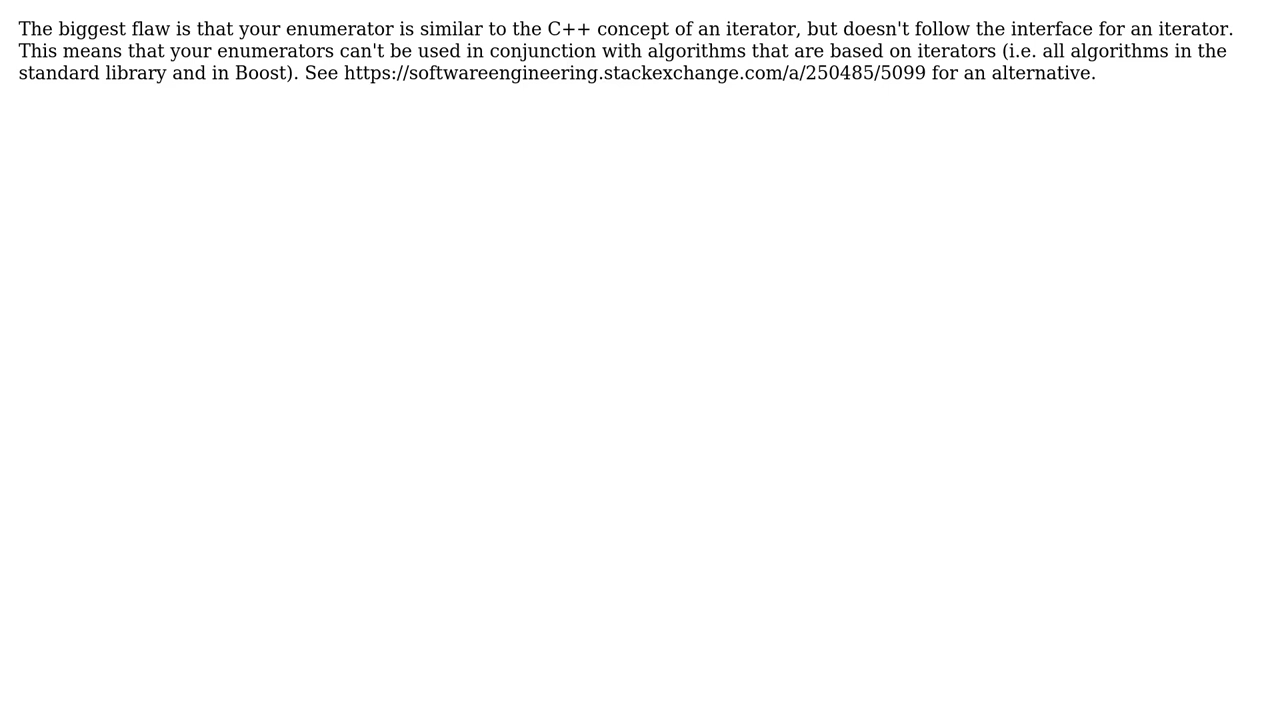 The biggest flaw is that your enumerator is similar to the C++ concept of an iterator, but doesn't follow the interface for an iterator.
This means that your enumerators can't be used in conjunction with algorithms that are based on iterators (i.e. all algorithms in the
standard library and in Boost). See https://softwareengineering.stackexchange.com/a/250485/5099 for an alternative.